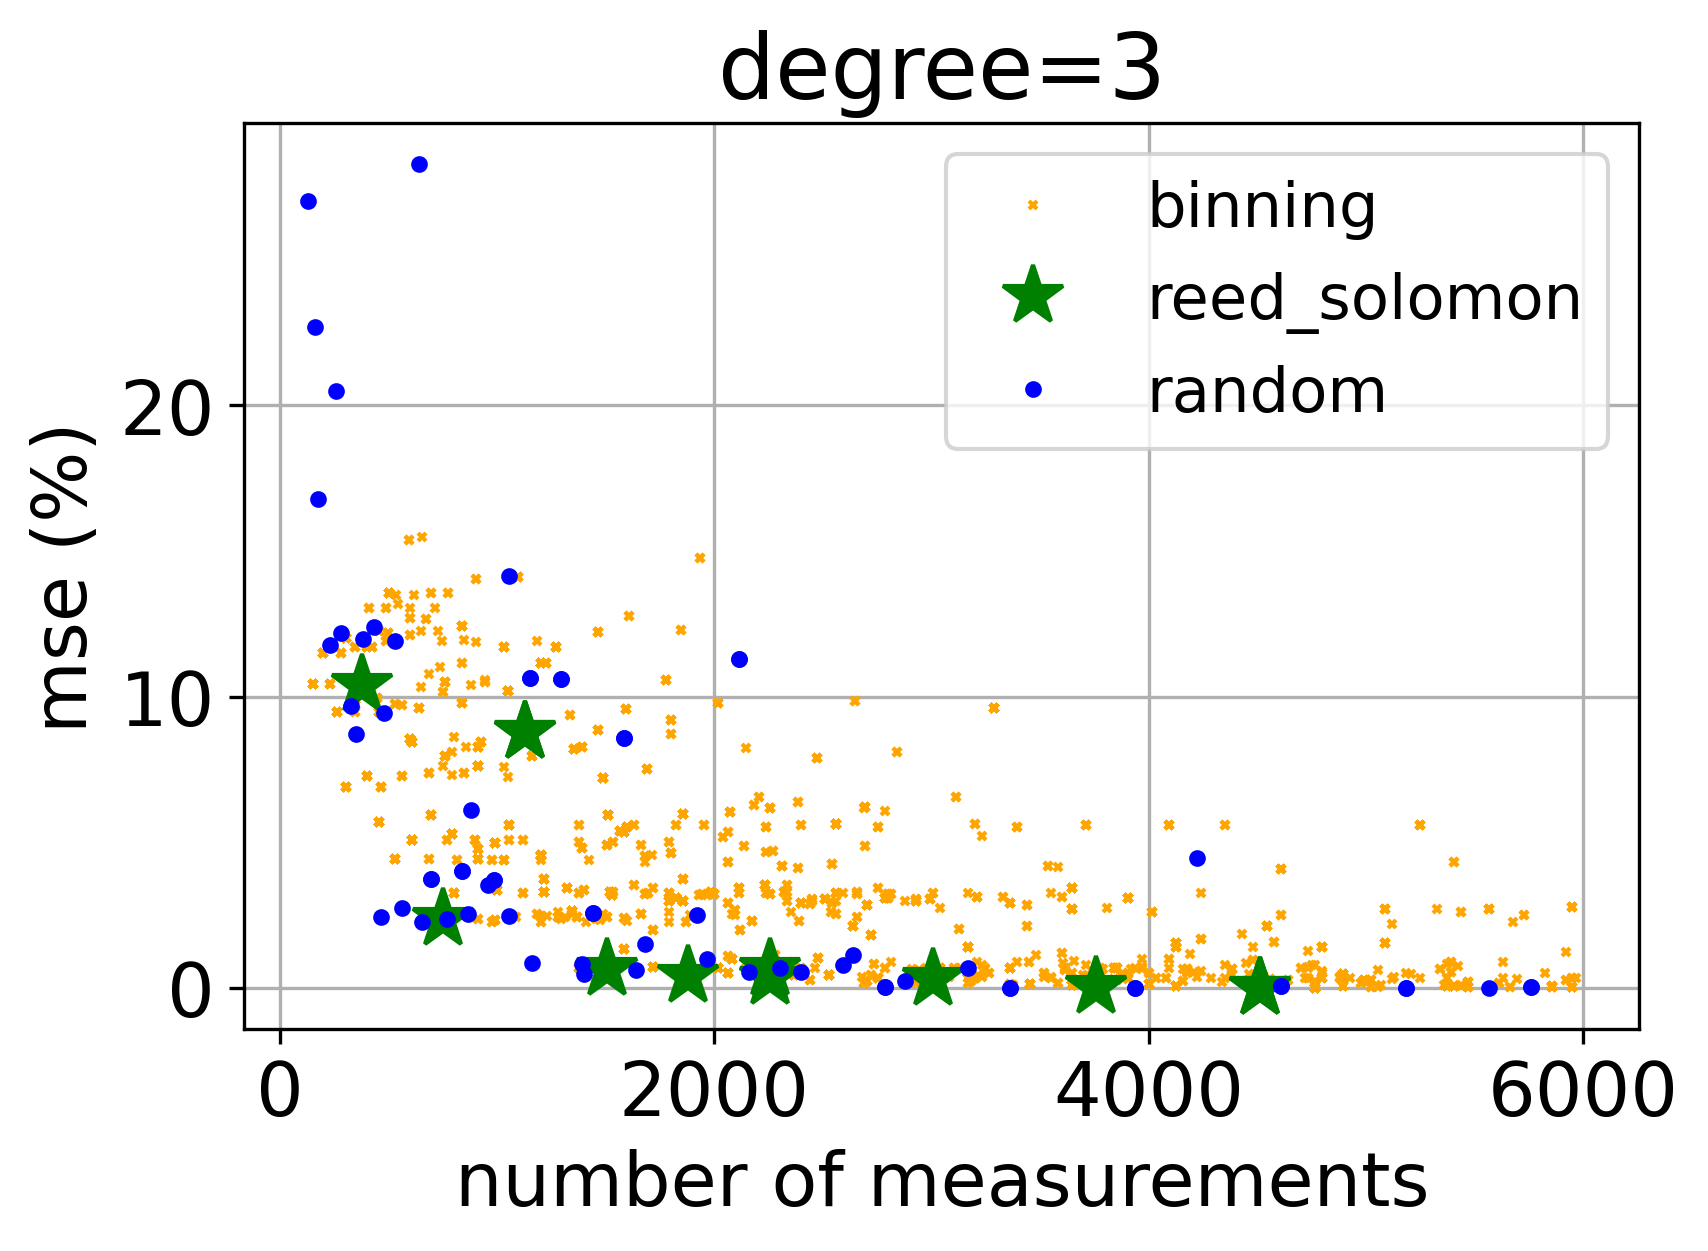 degree=3
binning
reed_solomon
random
mse (%)
20
10
0
0 2000 4000 6000
number of measurements